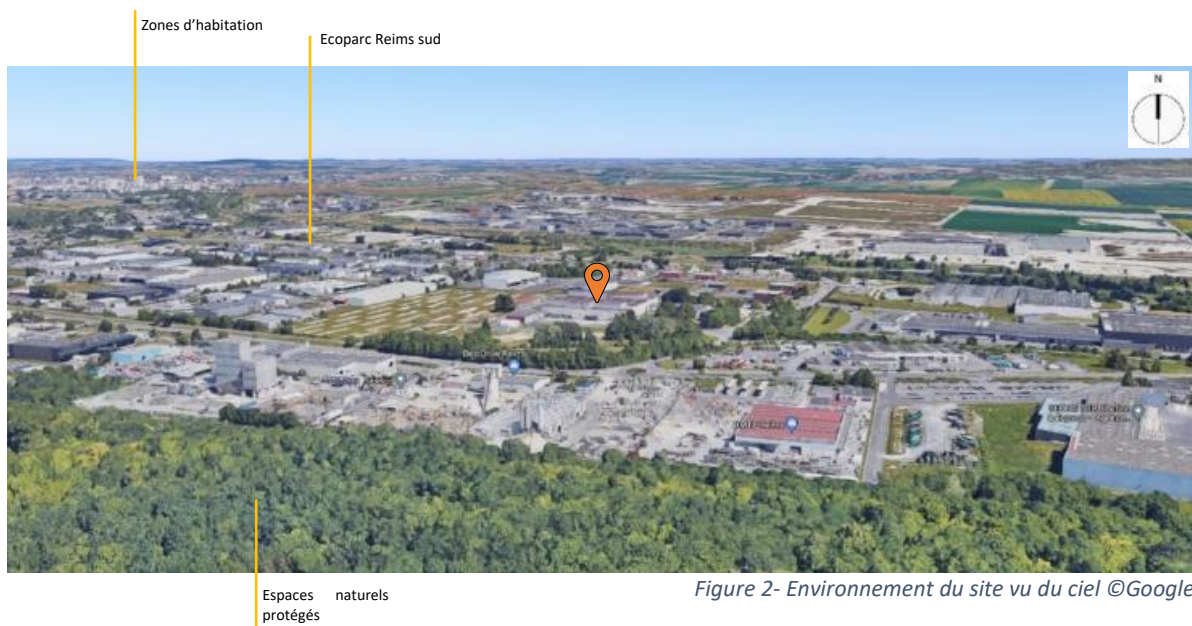 Zones d'habitation
Ecoparc Reims sud
N
Espaces naturels
protégés
Figure 2- Environnement du site vu du ciel ©Google